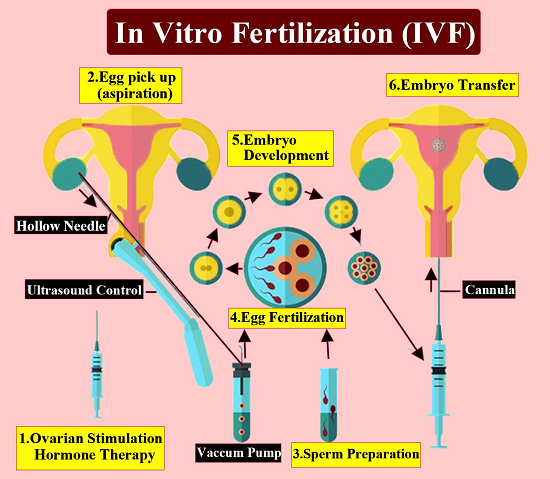 In Vitro Fertilization (IVF)
2.Egg pick up
(aspiration)
6.Embryo Transfer
5.Embryo
Development
Hollow Needle
Ultrasound Control
Cannula
4.Egg Fertilization
1.Ovarian Stimulation
Hormone Therapy
Vaccum Pump
3.Sperm Preparation